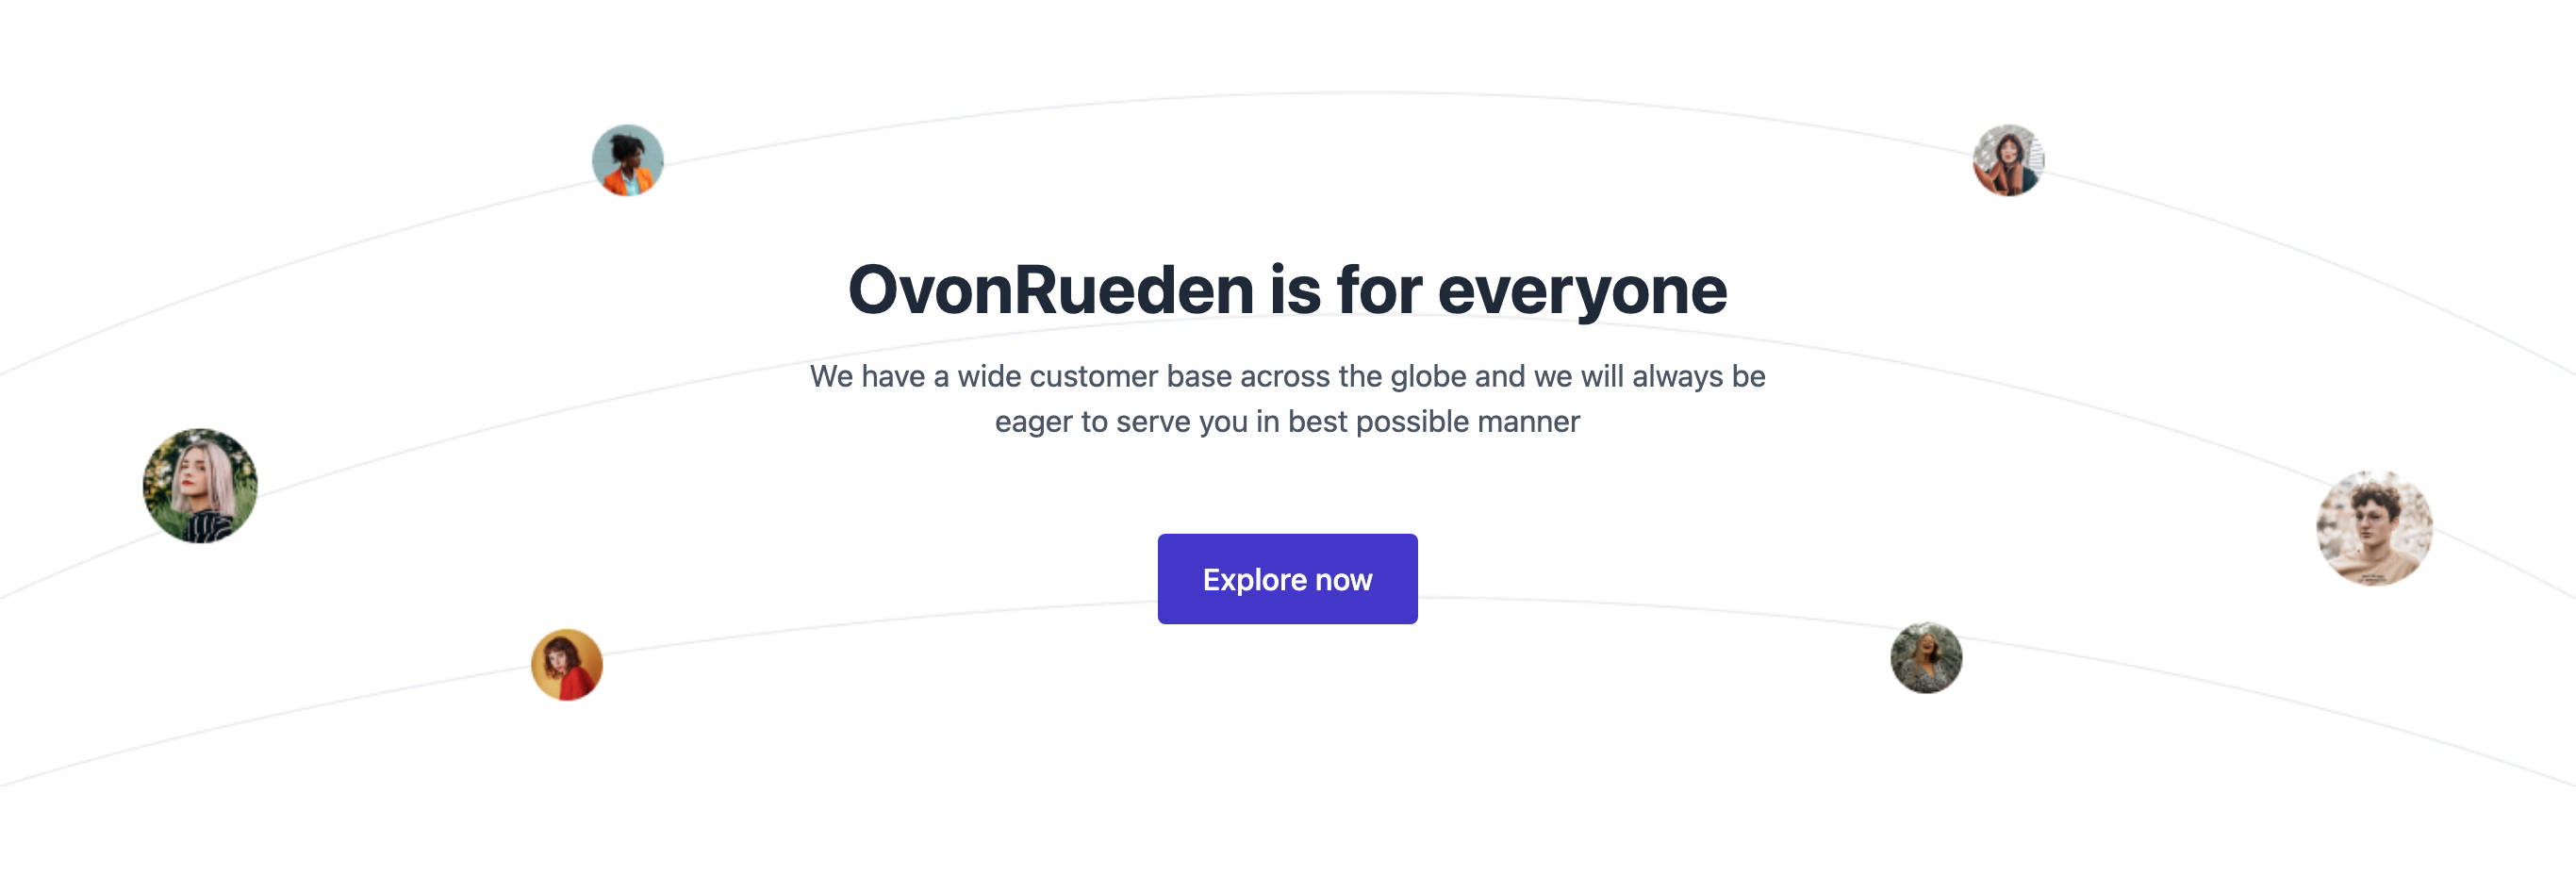 OvonRueden is for everyone
We have a wide customer base across the globe and we will always be
eager to serve you in best possible manner
Explore now